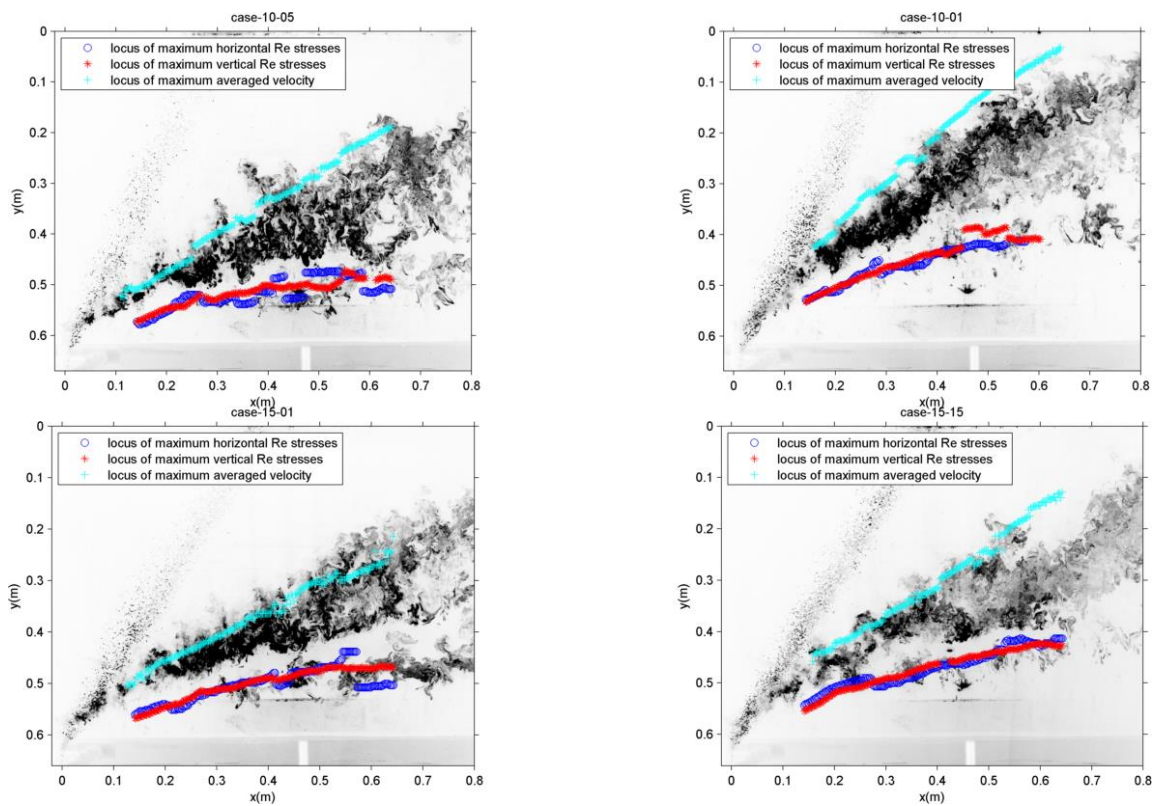 case-10-05
locus of maximum horizontal Re stresses
locus of maximum vertical Re stresses
locus of maximum averaged velocity
0
0.1
0.2
0.3
0.4
0.5
0.6
y(m)
0 0.1 0.2 0.3 0.4 0.5 0.6 0.7 0.8
x(m)
case-10-01
locus of maximum horizontal Re stresses
locus of maximum vertical Re stresses
locus of maximum averaged velocity
0
0.1
0.2
0.3
0.4
0.5
0.6
y(m)
0 0.1 0.2 0.3 0.4 0.5 0.6 0.7 0.8
x(m)
case-15-01
locus of maximum horizontal Re stresses
locus of maximum vertical Re stresses
locus of maximum averaged velocity
0
0.1
0.2
0.3
0.4
0.5
0.6
y(m)
0 0.1 0.2 0.3 0.4 0.5 0.6 0.7 0.8
x(m)
case-15-15
locus of maximum horizontal Re stresses
locus of maximum vertical Re stresses
locus of maximum averaged velocity
0
0.1
0.2
0.3
0.4
0.5
0.6
y(m)
0 0.1 0.2 0.3 0.4 0.5 0.6 0.7 0.8
x(m)